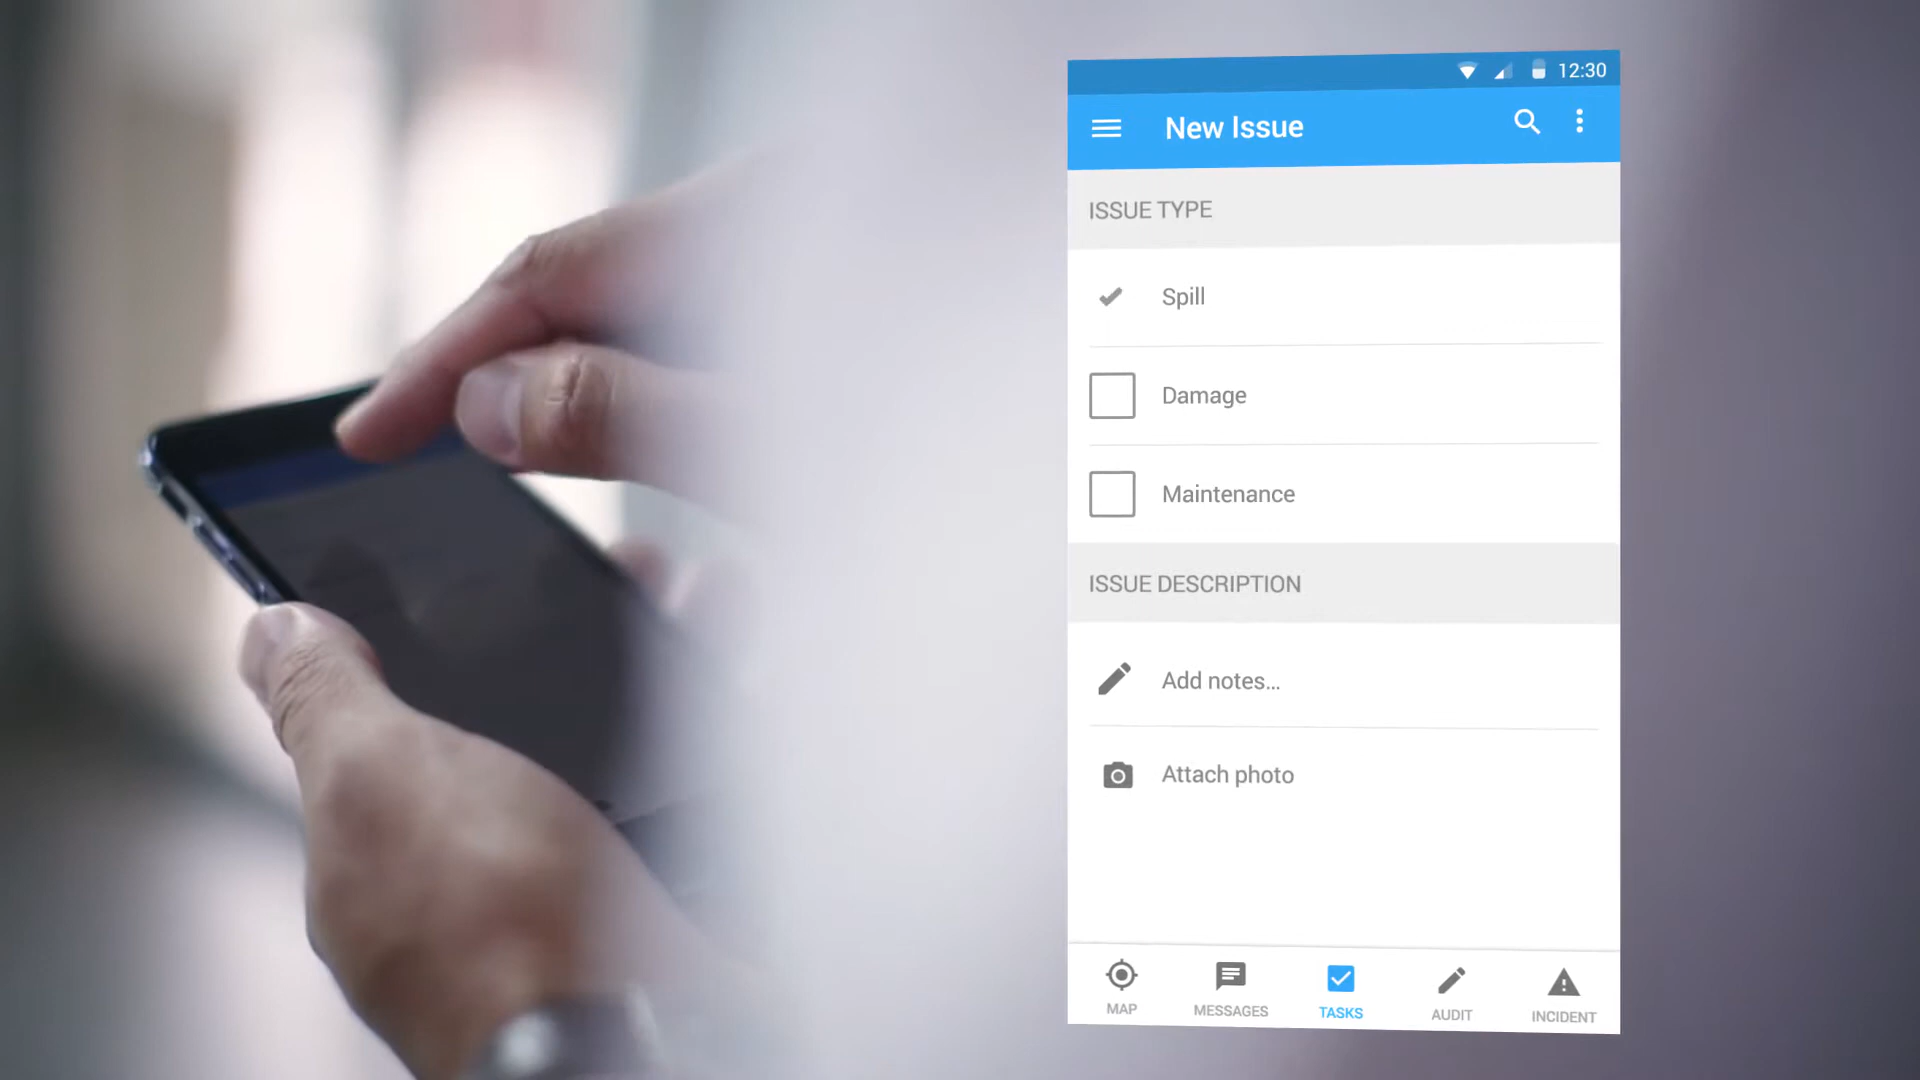 12:30
New Issue
ISSUE TYPE
Spill
Damage
Maintenance
ISSUE DESCRIPTION
Add notes...
Attach photo
MAP
MESSAGES
TASKS
AUDIT
INCIDENT